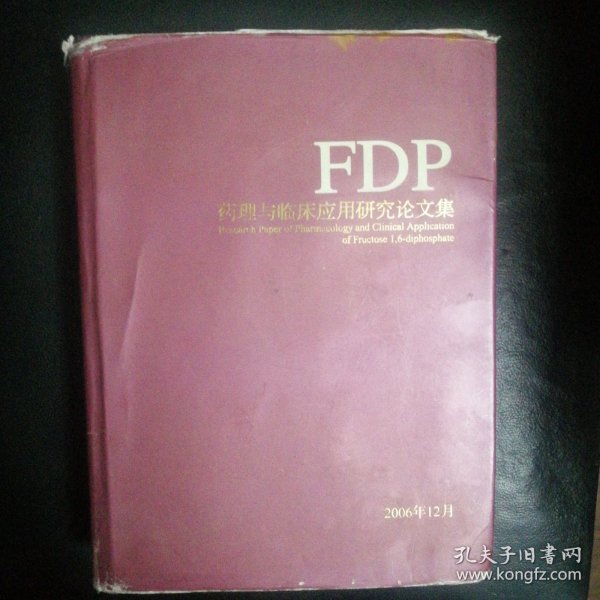 FDP
药理与临床应用研究论文集
Research Paper of Pharmacology and Clinical Application
of Fructose 1,6-diphosphate
2006年12月
孔夫子旧书网
www.kongfz.com